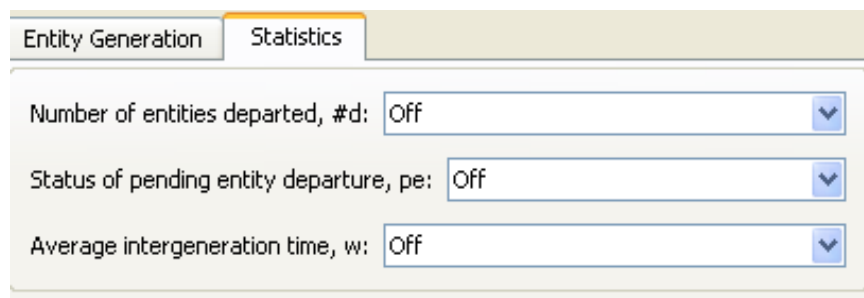 Entity Generation Statistics
Number of entities departed, #d: Off
Status of pending entity departure, pe: Off
Average intergeneration time, w: Off